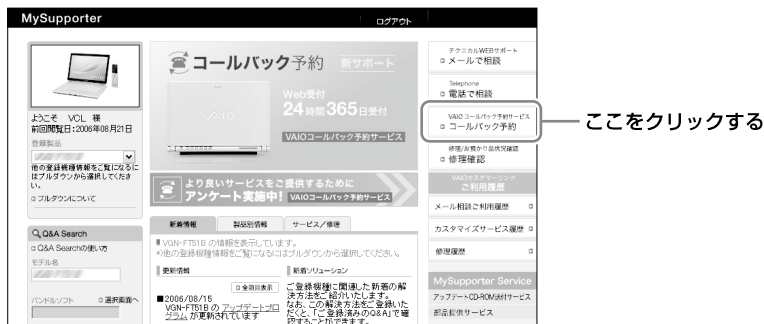 MySupporter
ログアウト
ようこそ VCL 様
前回閲覧日:2006年08月21日
登録製品
他の登録機種情報をご覧になるに
はプルダウンから選択してくださ
い。
プルダウンについて
Q&A Search
Q&A Searchの使い方
モデル名
バンドルソフト
選択画面へ
コールバック予約 新サポート
Web受付
24時間365日受付
VAIO
VAIOコールバック予約サービス
より良いサービスをご提供するために
アンケート実施中! VAIOコールバック予約サービス
新着情報
製品別情報
サービス/修理
VGN-FT51B の情報を表示しています。
*)他の登録機種情報をご覧になるにはプルダウンから選択してください。
更新情報
全項目表示
■2006/08/15
VGN-FT51B の アップデートプロ
グラム が更新されています
新着ソリューション
ご登録機種に関連した新着の解
決方法をご紹介いたします。
なお、この解決方法をご登録いた
だくと、「ご登録済みのQ&A」で確
認することができます。
テクニカルWEBサポート
メールで相談
Telephone
電話で相談
VAIO コールバック予約サービス
コールバック予約
修理/お預かり品状況確認
修理確認
VAIOカスタマーリンク
ご利用履歴
メール相談ご利用履歴
カスタマイズサービス履歴
修理履歴
MySupporter Service
アップデートCD-ROM送付サービス
部品提供サービス
ここをクリックする